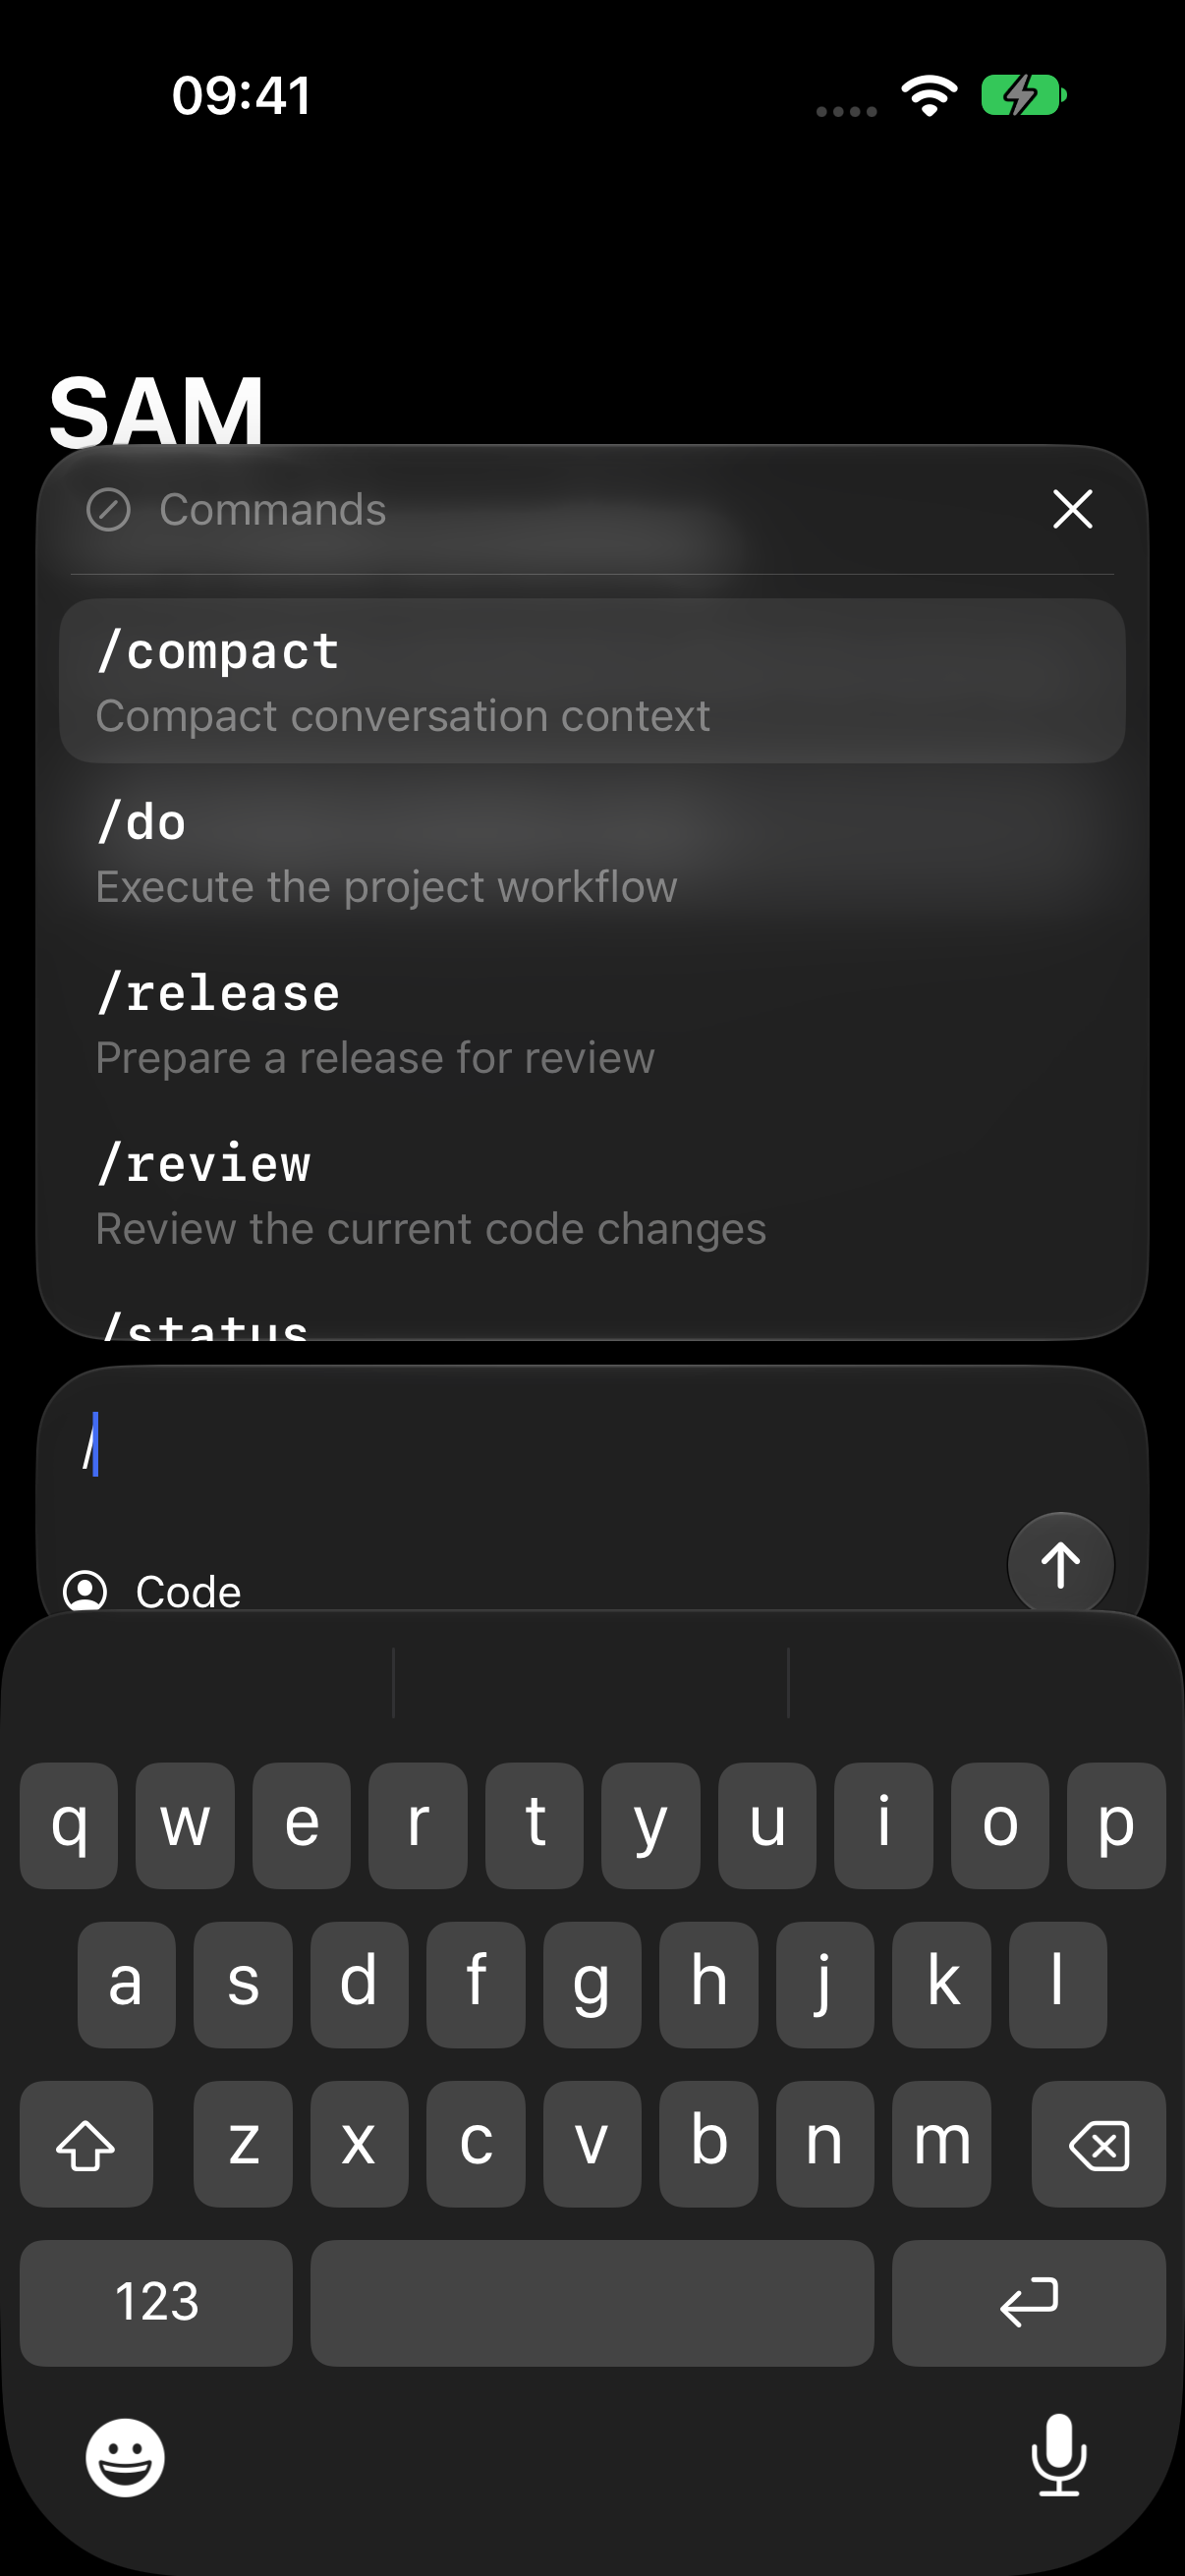 09:41
SAM
Commands
/compact
Compact conversation context
/do
Execute the project workflow
/release
Prepare a release for review
/review
Review the current code changes
/status
/
Code
q w e r t y u i o p
a s d f g h j k l
z x c v b n m
123